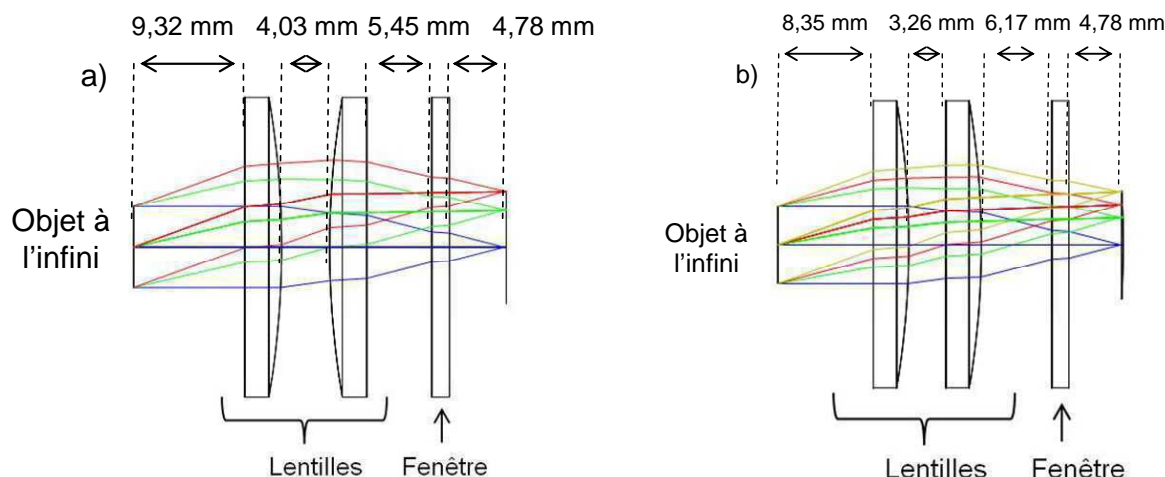 9,32 mm 4,03 mm 5,45 mm 4,78 mm
a)
Objet à
l’infini
Lentilles Fenêtre
8,35 mm 3,26 mm 6,17 mm 4,78 mm
b)
Objet à
l’infini
Lentilles Fenêtre